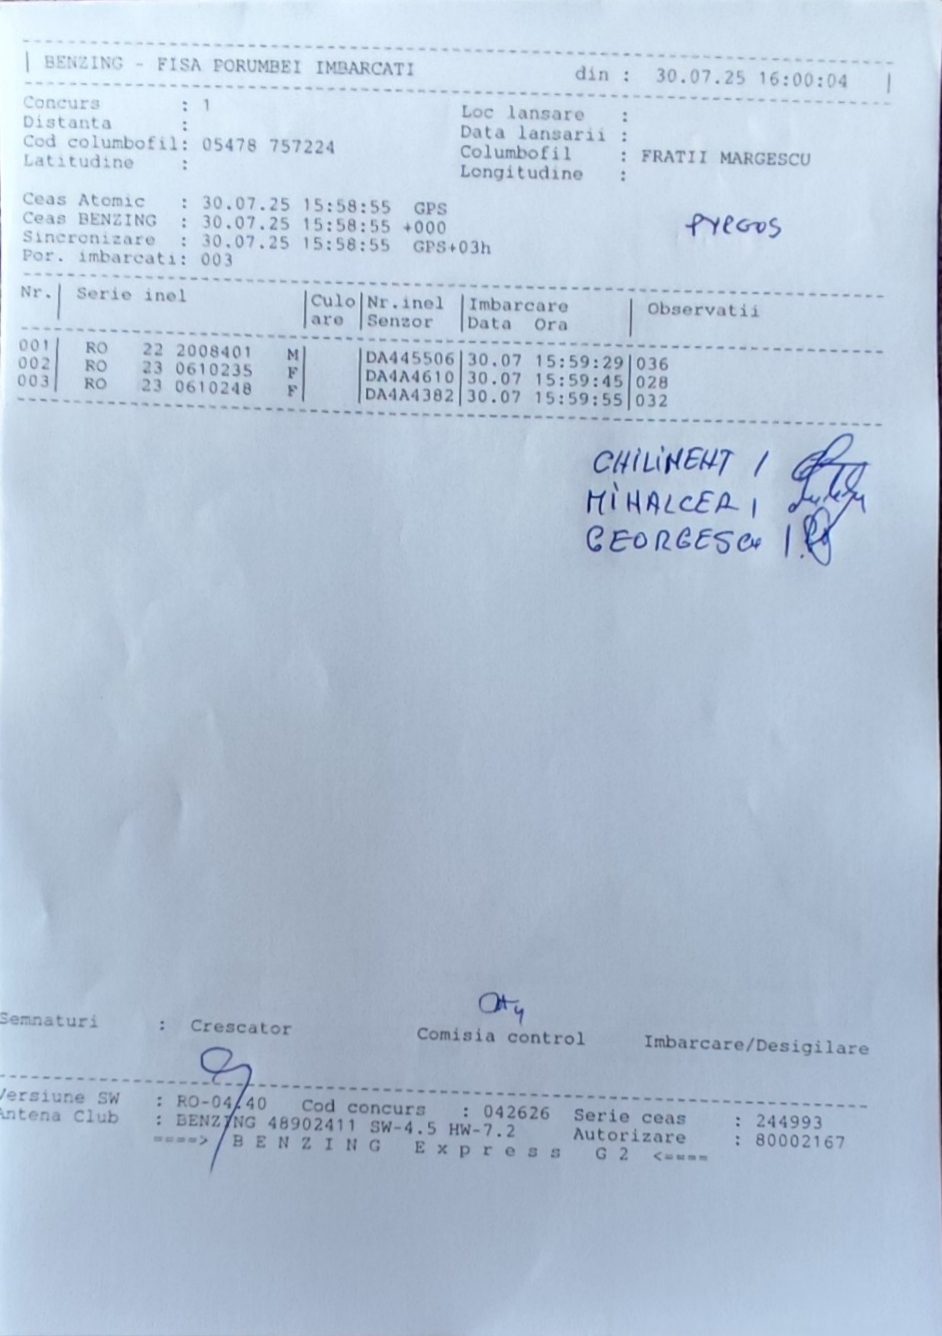 BENZING - FISA PORUMBEI IMBARCATI din : 30.07.25 16:00:04
Concurs : 1 Loc lansare :
Distanta : Data lansarii :
Cod columbofil: 05478 757224 Columbofil : FRATII MARGESCU
Latitudine : Longitudine :
Ceas Atomic : 30.07.25 15:58:55 GPS
Ceas BENZING : 30.07.25 15:58:55 +000
PYRGOS
Sincronizare : 30.07.25 15:58:55 GPS+03h
Por. imbarcati: 003
Nr.| Serie inel |Culo|Nr.inel |Imbarcare | Observatii
|are |Senzor |Data Ora |
001| RO 22 2008401 M| |DA445506|30.07 15:59:29|036
002| RO 23 0610235 F| |DA4A4610|30.07 15:59:45|028
003| RO 23 0610248 F| |DA4A4382|30.07 15:59:55|032
CHILIMENT /
MIHALCEA I
GEORGESCU I.
Semnaturi : Crescator Comisia control Imbarcare/Desigilare
Versiune SW : RO-04.40 Cod concurs : 042626 Serie ceas : 244993
Antena Club : BENZING 48902411 SW-4.5 HW-7.2 Autorizare : 80002167
====> B E N Z I N G E x p r e s s G 2 <====